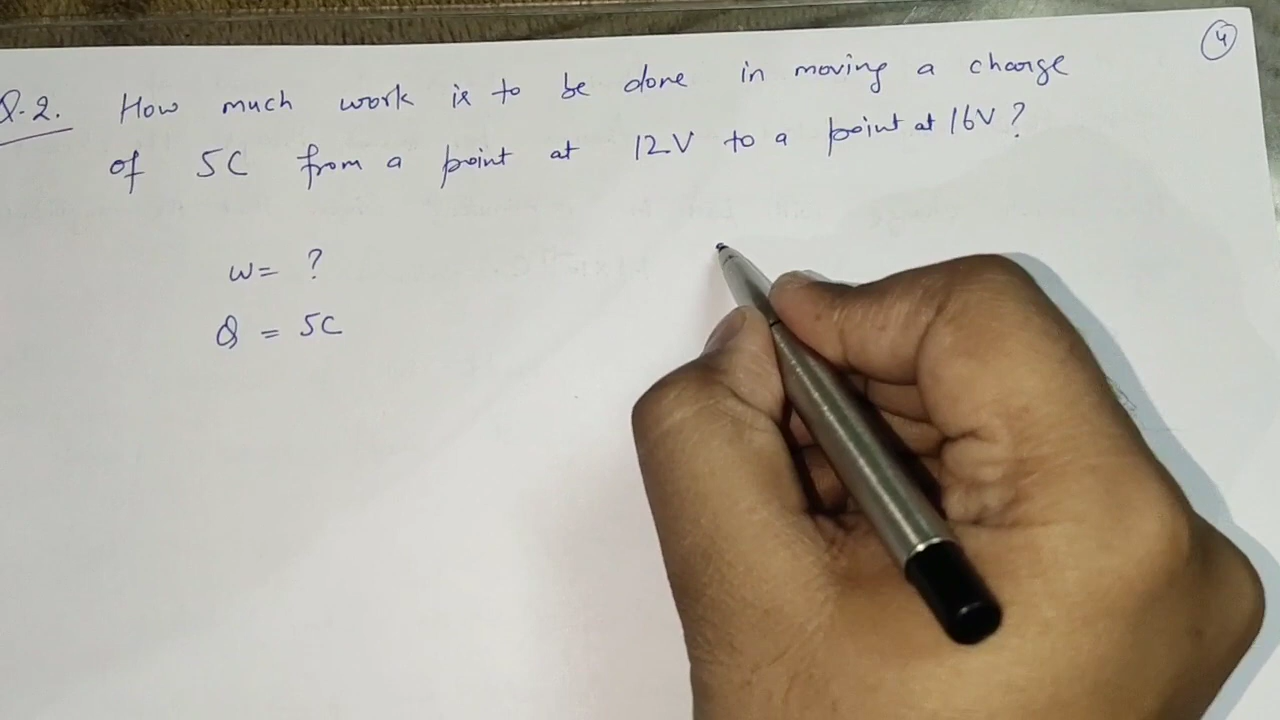 4
Q.2. How much work is to be done in moving a charge
of 5C from a point at 12V to a point at 16V?
W = ?
Q = 5C